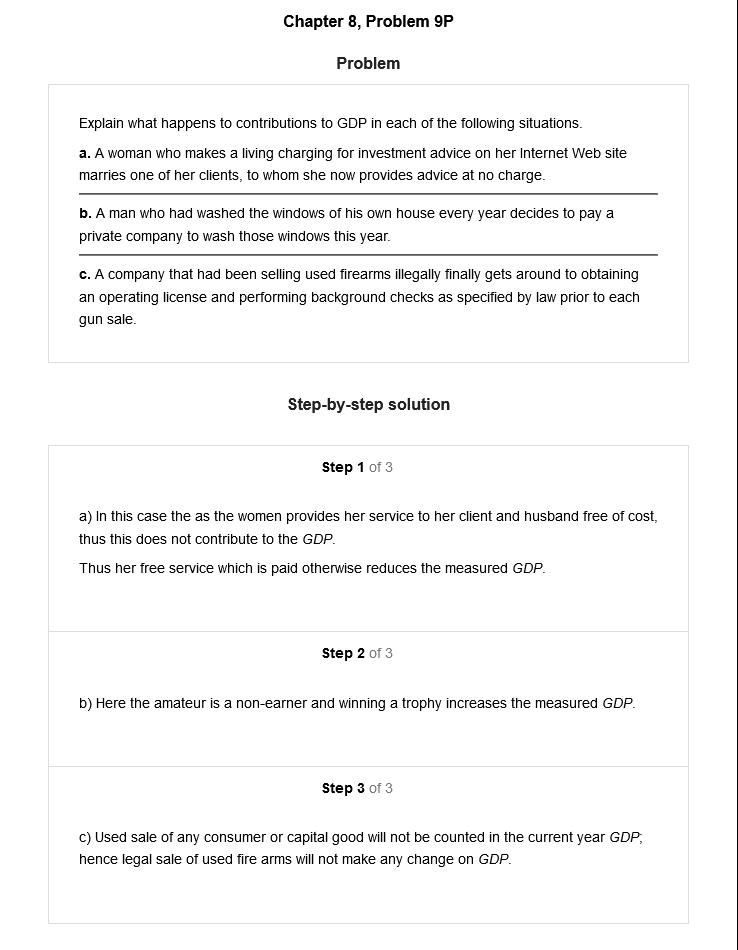 Chapter 8, Problem 9P
Problem
Explain what happens to contributions to GDP in each of the following situations.
a. A woman who makes a living charging for investment advice on her Internet Web site
marries one of her clients, to whom she now provides advice at no charge.
b. A man who had washed the windows of his own house every year decides to pay a
private company to wash those windows this year.
c. A company that had been selling used firearms illegally finally gets around to obtaining
an operating license and performing background checks as specified by law prior to each
gun sale.
Step-by-step solution
Step 1 of 3
a) In this case the as the women provides her service to her client and husband free of cost,
thus this does not contribute to the GDP.
Thus her free service which is paid otherwise reduces the measured GDP.
Step 2 of 3
b) Here the amateur is a non-earner and winning a trophy increases the measured GDP.
Step 3 of 3
c) Used sale of any consumer or capital good will not be counted in the current year GDP;
hence legal sale of used fire arms will not make any change on GDP.